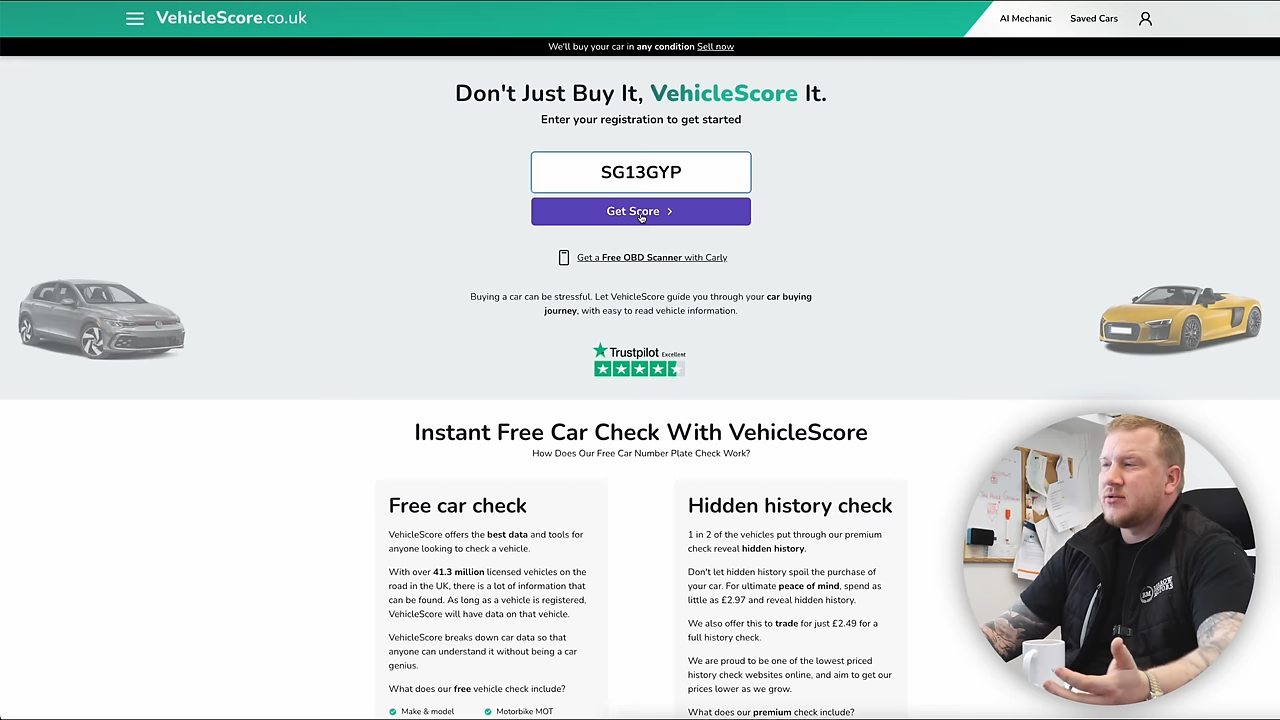 VehicleScore.co.uk
AI Mechanic
Saved Cars
We'll buy your car in any condition Sell now
Don't Just Buy It, VehicleScore It.
Enter your registration to get started
SG13GYP
Get Score
Get a Free OBD Scanner with Carly
Buying a car can be stressful. Let VehicleScore guide you through your car buying
journey, with easy to read vehicle information.
Trustpilot Excellent
Instant Free Car Check With VehicleScore
How Does Our Free Car Number Plate Check Work?
Free car check
VehicleScore offers the best data and tools for
anyone looking to check a vehicle.
With over 41.3 million licensed vehicles on the
road in the UK, there is a lot of information that
can be found. As long as a vehicle is registered,
VehicleScore will have data on that vehicle.
VehicleScore breaks down car data so that
anyone can understand it without being a car
genius.
What does our free vehicle check include?
Make & model
Motorbike MOT
Hidden history check
1 in 2 of the vehicles put through our premium
check reveal hidden history.
Don't let hidden history spoil the purchase of
your car. For ultimate peace of mind, spend as
little as £2.97 and reveal hidden history.
We also offer this to trade for just £2.49 for a
full history check.
We are proud to be one of the lowest priced
history check websites online, and aim to get our
prices lower as we grow.
What does our premium check include?